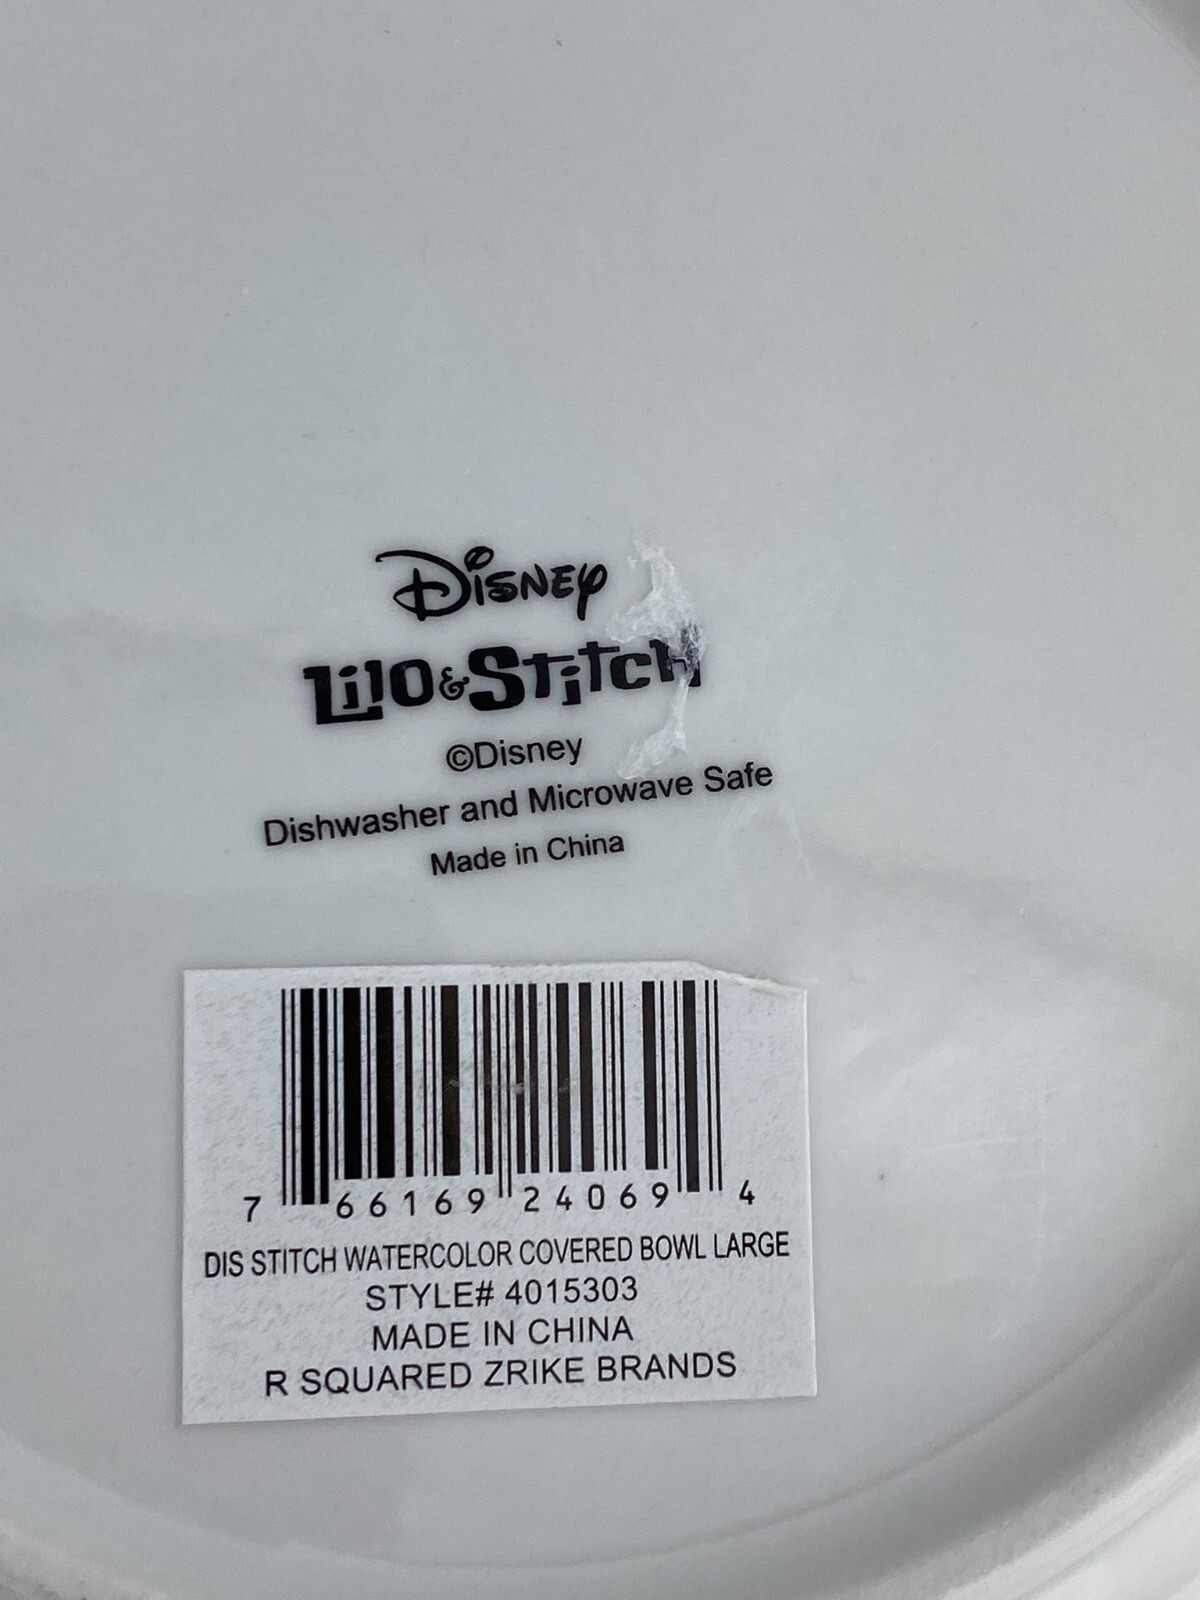 Disney
Lilo & Stitch
©Disney
Dishwasher and Microwave Safe
Made in China
7 66169 24069 4
DIS STITCH WATERCOLOR COVERED BOWL LARGE
STYLE# 4015303
MADE IN CHINA
R SQUARED ZRIKE BRANDS